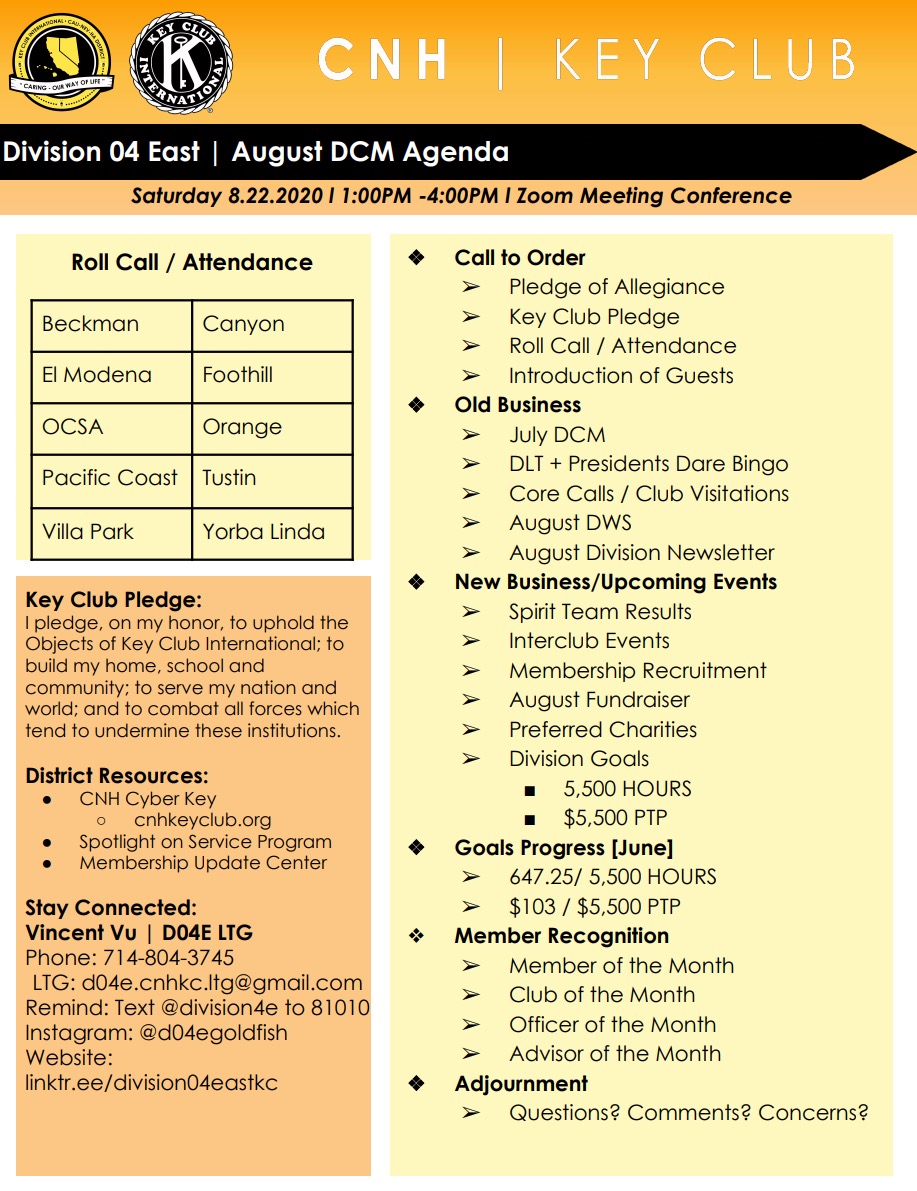 KEY CLUB INTERNATIONAL • CALI-NEV-HA DISTRICT
" CARING - OUR WAY OF LIFE "
KEY CLUB
K
INTERNATIONAL
CNH | KEY CLUB
Division 04 East | August DCM Agenda
Saturday 8.22.2020 I 1:00PM -4:00PM I Zoom Meeting Conference
Roll Call / Attendance
Beckman Canyon
El Modena Foothill
OCSA Orange
Pacific Coast Tustin
Villa Park Yorba Linda
Key Club Pledge:
I pledge, on my honor, to uphold the
Objects of Key Club International; to
build my home, school and
community; to serve my nation and
world; and to combat all forces which
tend to undermine these institutions.
District Resources:
● CNH Cyber Key
○ cnhkeyclub.org
● Spotlight on Service Program
● Membership Update Center
Stay Connected:
Vincent Vu | D04E LTG
Phone: 714-804-3745
LTG: d04e.cnhkc.ltg@gmail.com
Remind: Text @division4e to 81010
Instagram: @d04egoldfish
Website:
linktr.ee/division04eastkc
❖ Call to Order
➢ Pledge of Allegiance
➢ Key Club Pledge
➢ Roll Call / Attendance
➢ Introduction of Guests
❖ Old Business
➢ July DCM
➢ DLT + Presidents Dare Bingo
➢ Core Calls / Club Visitations
➢ August DWS
➢ August Division Newsletter
❖ New Business/Upcoming Events
➢ Spirit Team Results
➢ Interclub Events
➢ Membership Recruitment
➢ August Fundraiser
➢ Preferred Charities
➢ Division Goals
■ 5,500 HOURS
■ $5,500 PTP
❖ Goals Progress [June]
➢ 647.25/ 5,500 HOURS
➢ $103 / $5,500 PTP
❖ Member Recognition
➢ Member of the Month
➢ Club of the Month
➢ Officer of the Month
➢ Advisor of the Month
❖ Adjournment
➢ Questions? Comments? Concerns?